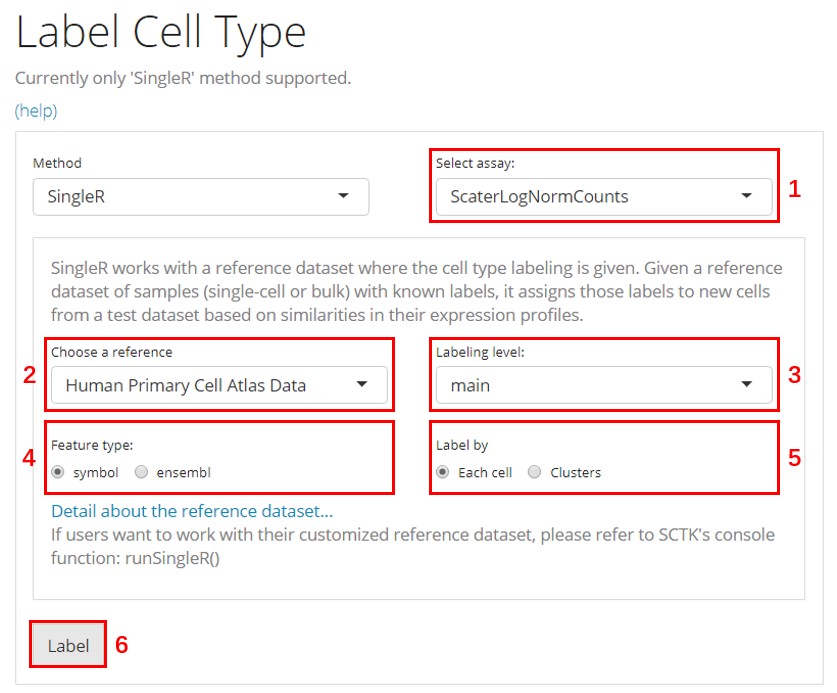 Label Cell Type
Currently only 'SingleR' method supported.
(help)
Method
Select assay:
SingleR
ScaterLogNormCounts
1
SingleR works with a reference dataset where the cell type labeling is given. Given a reference
dataset of samples (single-cell or bulk) with known labels, it assigns those labels to new cells
from a test dataset based on similarities in their expression profiles.
2
Choose a reference
Human Primary Cell Atlas Data
Labeling level:
main
3
4
Feature type:
symbol ensembl
Label by
Each cell Clusters
5
Detail about the reference dataset...
If users want to work with their customized reference dataset, please refer to SCTK's console
function: runSingleR()
Label
6